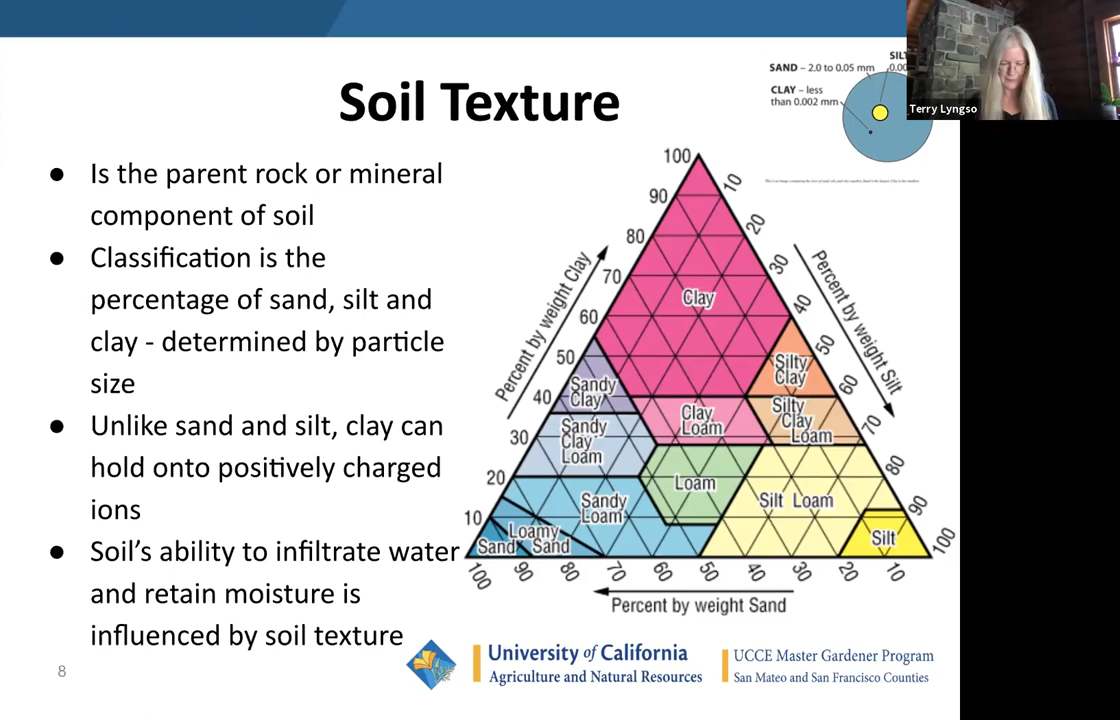 SILT
SAND – 2.0 to 0.05 mm
0.00
CLAY – less
than 0.002 mm
Terry Lyngso
Soil Texture
● Is the parent rock or mineral
component of soil
● Classification is the
percentage of sand, silt and
clay - determined by particle
size
● Unlike sand and silt, clay can
hold onto positively charged
ions
● Soil's ability to infiltrate water
and retain moisture is
influenced by soil texture
100
90
80
70
60
50
40
30
20
10
Percent by weight Clay
10
20
30
40
50
60
70
80
90
100
Percent by weight Silt
Clay
Silty
Clay
Sandy
Clay
Clay
Loam
Silty
Clay
Loam
Sandy
Clay
Loam
Loam
Silt Loam
Sandy
Loam
Loamy
Sand
Sand
Silt
100
90
80
70
60
50
40
30
20
10
Percent by weight Sand
University of California
Agriculture and Natural Resources
UCCE Master Gardener Program
San Mateo and San Francisco Counties
8